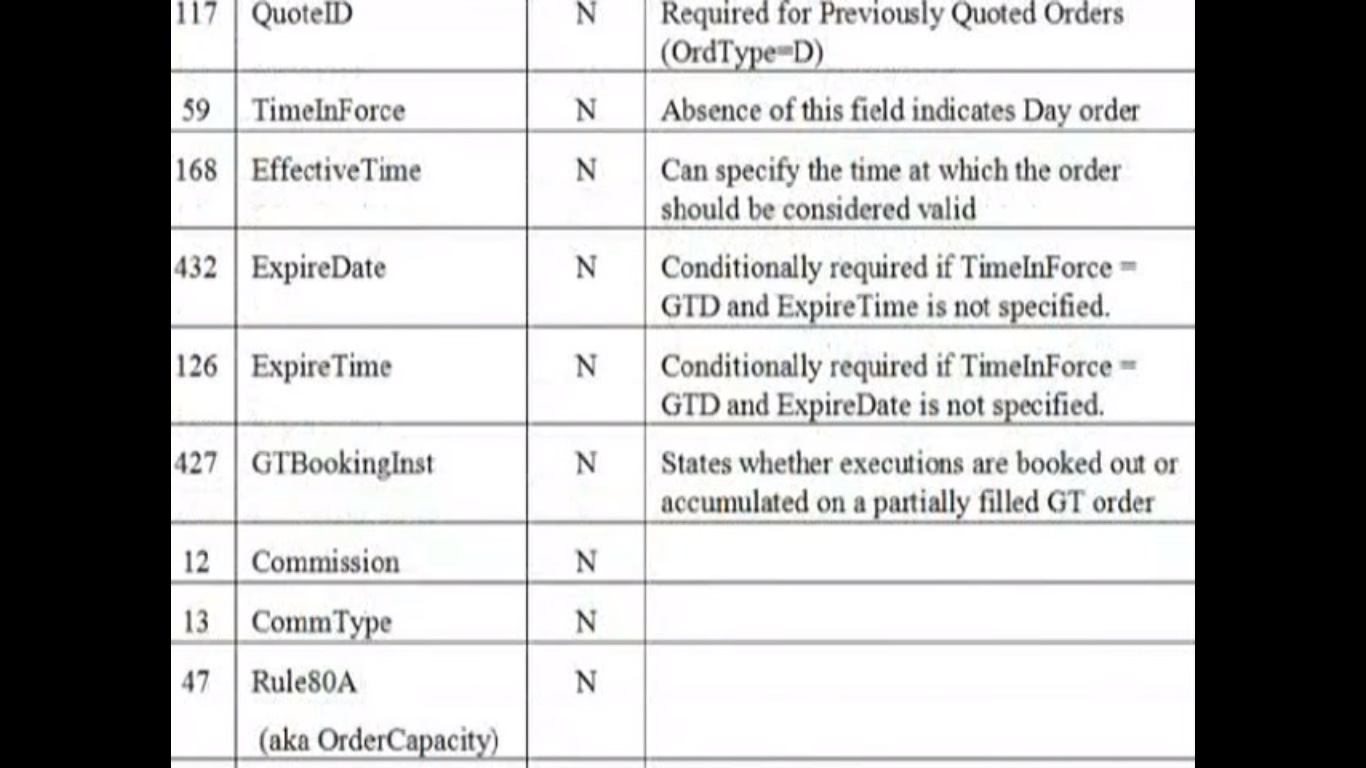 117 QuoteID N Required for Previously Quoted Orders
(OrdType=D)
59 TimeInForce N Absence of this field indicates Day order
168 EffectiveTime N Can specify the time at which the order
should be considered valid
432 ExpireDate N Conditionally required if TimeInForce =
GTD and ExpireTime is not specified.
126 ExpireTime N Conditionally required if TimeInForce =
GTD and ExpireDate is not specified.
427 GTBookingInst N States whether executions are booked out or
accumulated on a partially filled GT order
12 Commission N
13 CommType N
47 Rule80A N
(aka OrderCapacity)